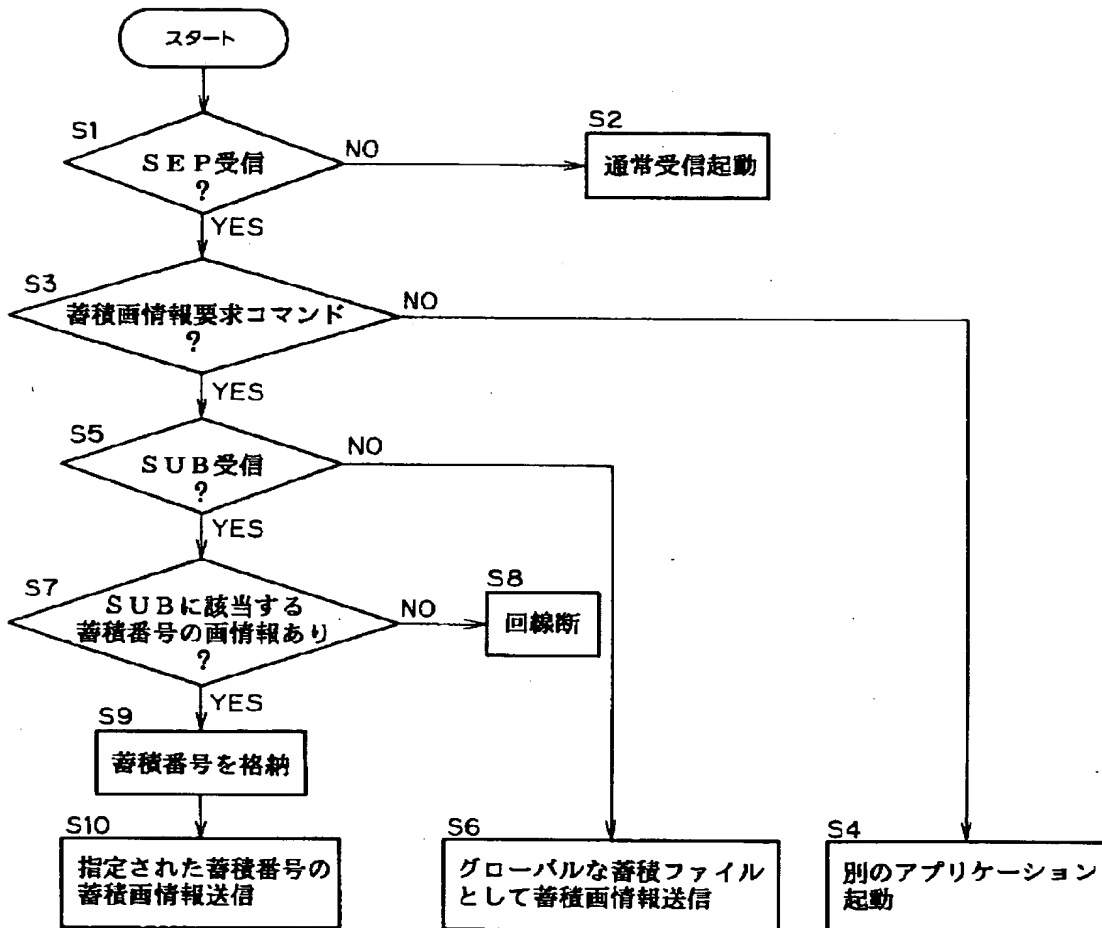 スタート
S1
SEP受信
?
NO
YES
S2
通常受信起動
S3
蓄積画情報要求コマンド
?
NO
YES
S5
SUB受信
?
NO
YES
S7
SUBに該当する
蓄積番号の画情報あり
?
NO
YES
S8
回線断
S9
蓄積番号を格納
S10
指定された蓄積番号の
蓄積画情報送信
S6
グローバルな蓄積ファイル
として蓄積画情報送信
S4
別のアプリケーション
起動